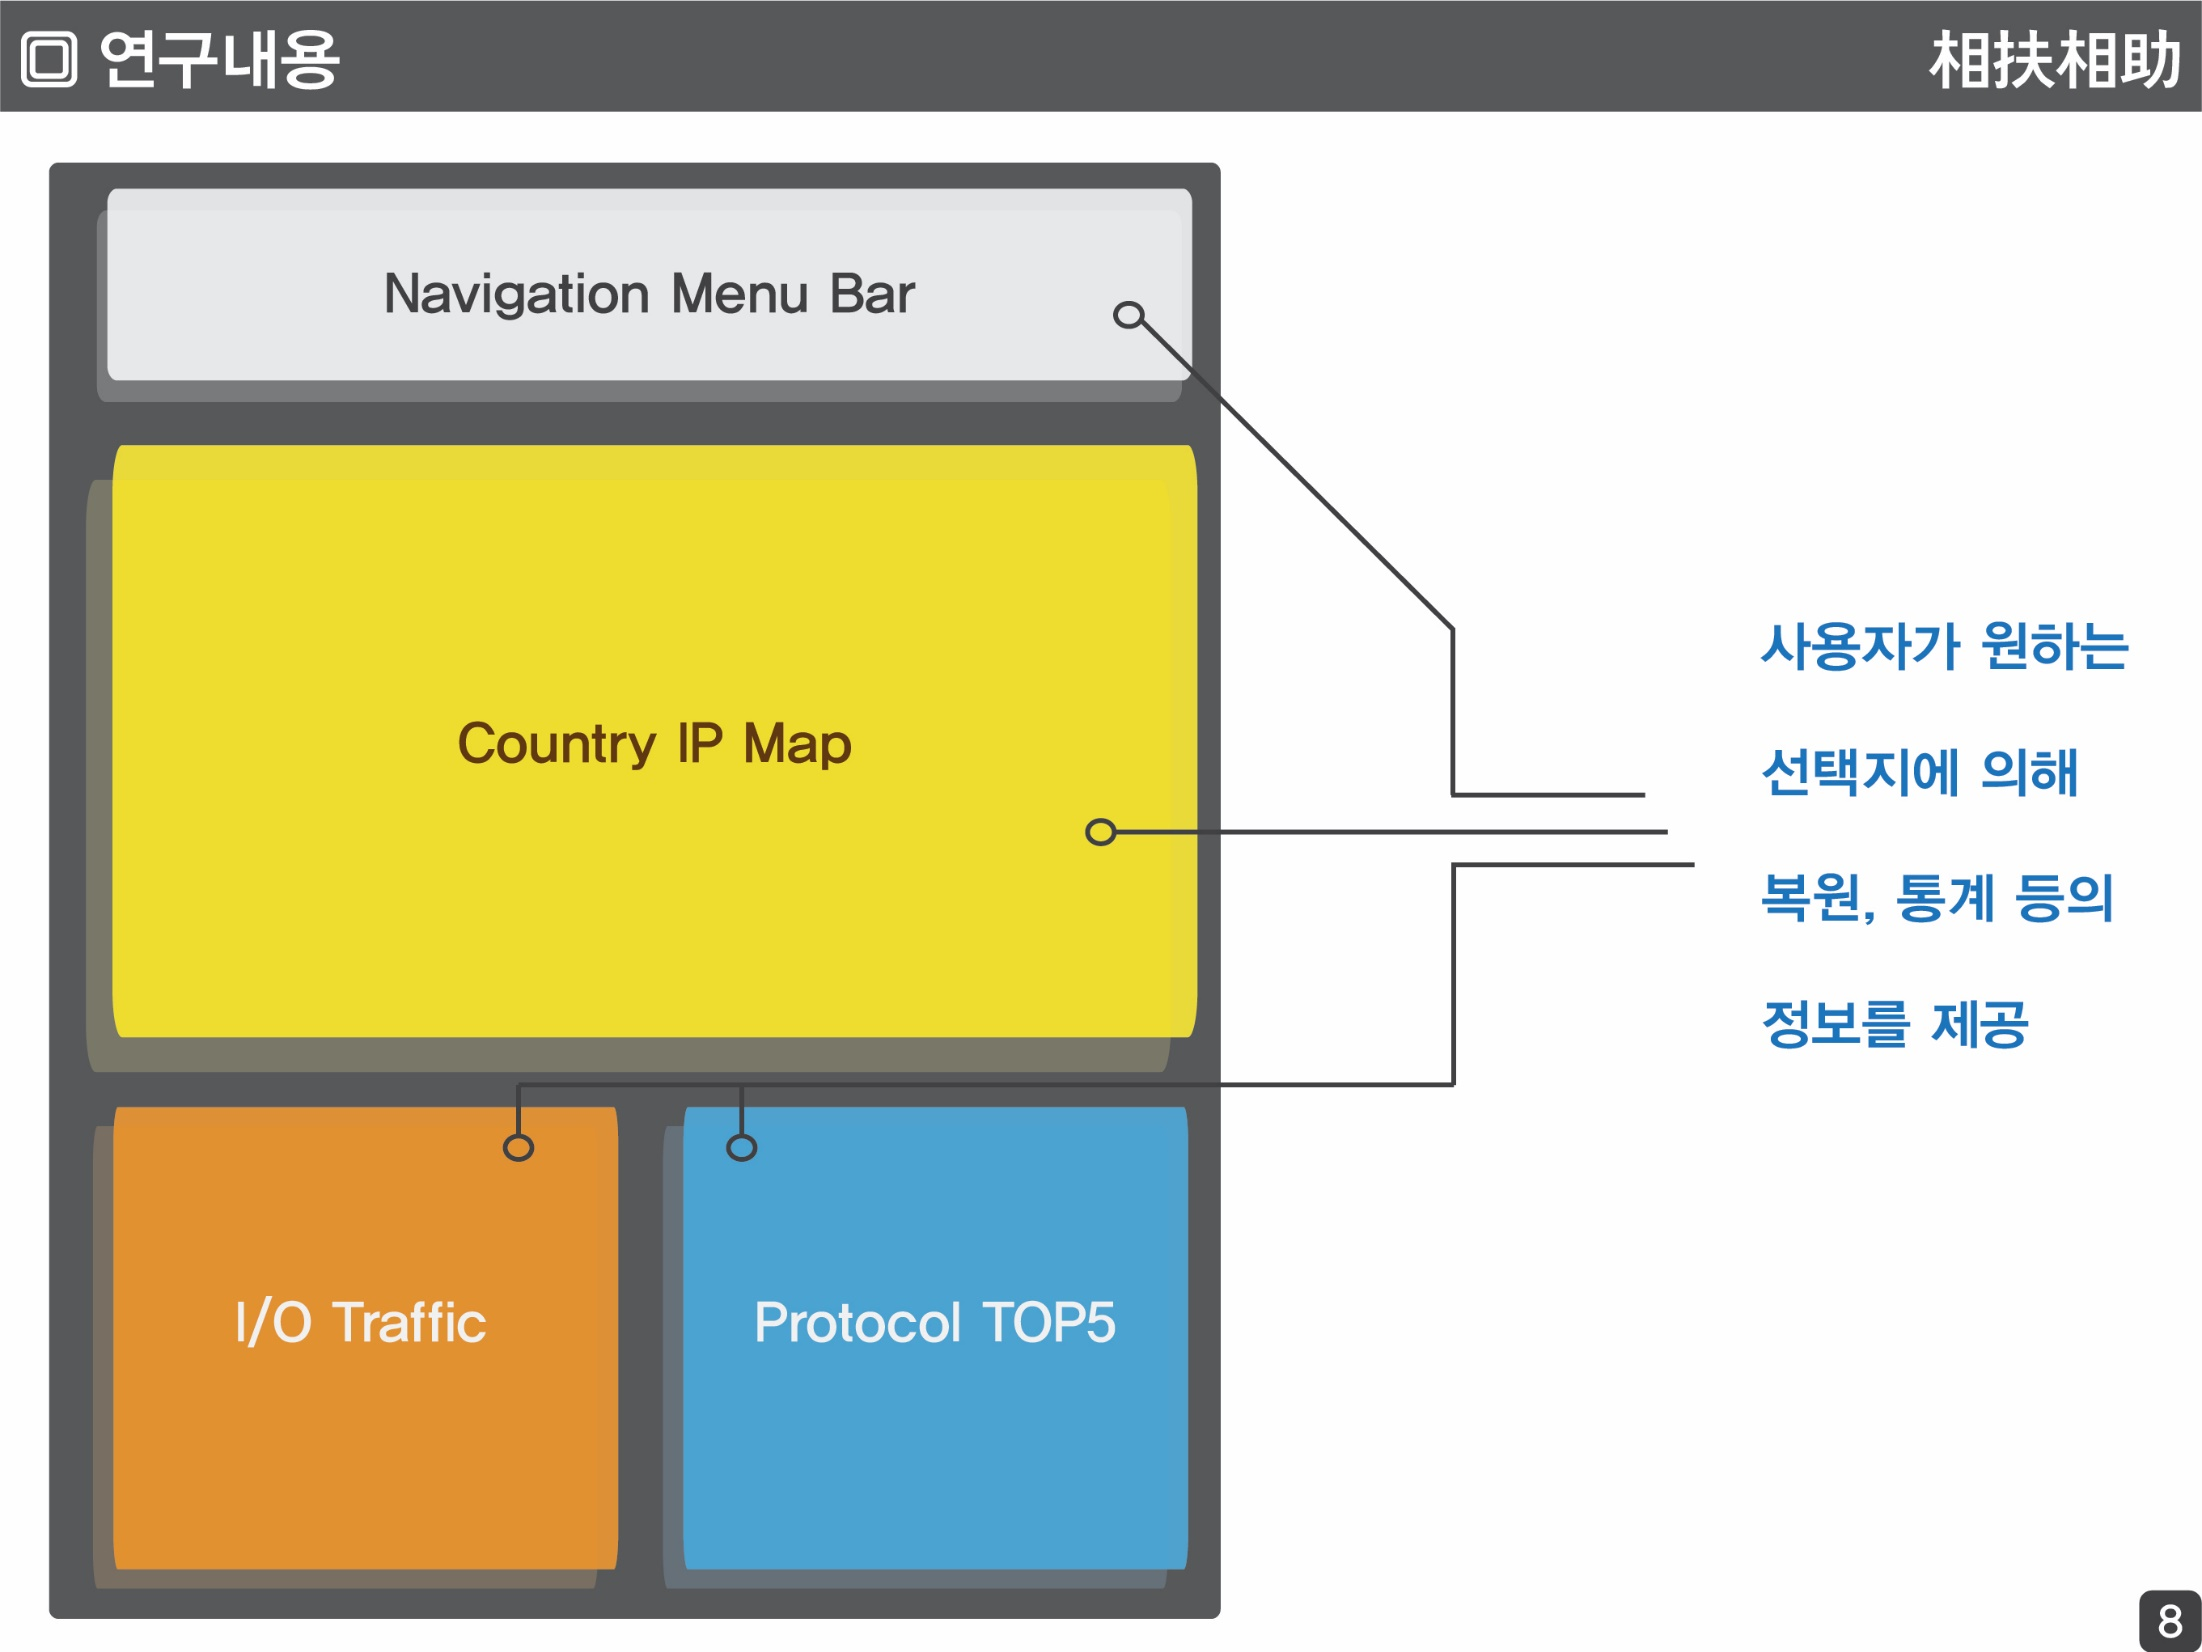 回 연구내용
相扶相助
Navigation Menu Bar
Country IP Map
I/O Traffic
Protocol TOP5
사용자가 원하는
선택지에 의해
복원, 통계 등의
정보를 제공
8